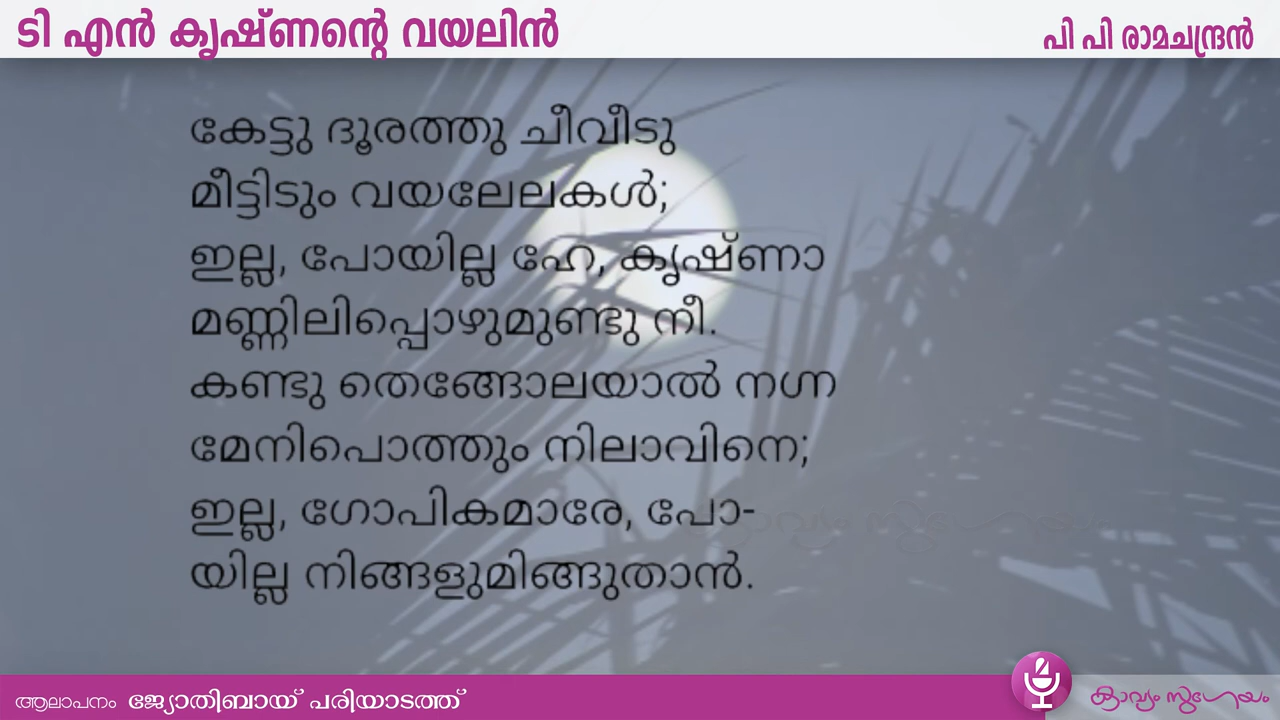 ടി എൻ കൃഷ്ണന്റെ വയലിൻ
പി പി രാമചന്ദ്രൻ
കേട്ടു ദൂരത്തു ചീവീടു
മീട്ടിടും വയലേലകൾ;
ഇല്ല, പോയില്ല ഹേ, കൃഷ്ണാ
മണ്ണിലിപ്പൊഴുമുണ്ടു നീ.
കണ്ടു തെങ്ങോലയാൽ നഗ്ന
മേനിപൊത്തും നിലാവിനെ;
ഇല്ല, ഗോപികമാരേ, പോ-
യില്ല നിങ്ങളുമിങ്ങുതാൻ.
കാവ്യം സുഗേയം
ആലാപനം ജ്യോതിബായ് പരിയാടത്ത്
കാവ്യം സുഗേയം